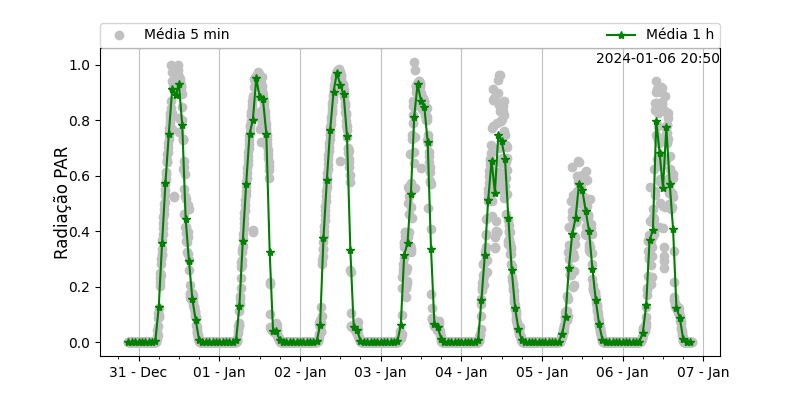 Média 5 min
Média 1 h
2024-01-06 20:50
Radiação PAR
1.0
0.8
0.6
0.4
0.2
0.0
31 - Dec
01 - Jan
02 - Jan
03 - Jan
04 - Jan
05 - Jan
06 - Jan
07 - Jan